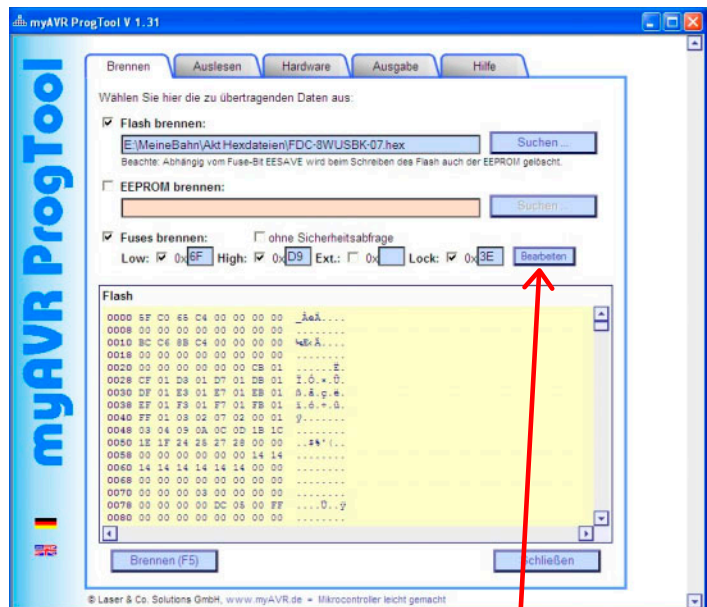 myAVR ProgTool V 1.31
myAVR ProgTool
Brennen Auslesen Hardware Ausgabe Hilfe
Wählen Sie hier die zu übertragenden Daten aus:
Flash brennen:
E:\MeineBahn\Akt Hexdateien\FDC-8WUSBK-07.hex Suchen ...
Beachte: Abhängig vom Fuse-Bit EESAVE wird beim Schreiben des Flash auch der EEPROM gelöscht.
EEPROM brennen:
Suchen ...
Fuses brennen: ohne Sicherheitsabfrage
Low: 0x 6F High: 0x D9 Ext.: 0x Lock: 0x 3E Bearbeiten
Flash
0000 5F C0 65 C4 00 00 00 00 _ÀeÄ....
0008 00 00 00 00 00 00 00 00 ........
0010 BC C6 8B C4 00 00 00 00 ¼Æ‹Ä....
0018 00 00 00 00 00 00 00 00 ........
0020 00 00 00 00 00 00 CB 01 ......Ë.
0028 CF 01 D3 01 D7 01 DB 01 Ï.Ó.×.Û.
0030 DF 01 E3 01 E7 01 EB 01 ß.ã.ç.ë.
0038 EF 01 F3 01 F7 01 FB 01 ï.ó.÷.û.
0040 FF 01 03 02 07 02 00 01 ÿ.......
0048 03 04 09 0A 0C 0D 1B 1C ........
0050 1E 1F 24 25 27 28 00 00 ..$%'(..
0058 00 00 00 00 00 00 14 14 ........
0060 14 14 14 14 14 14 00 00 ........
0068 00 00 00 00 00 00 00 00 ........
0070 00 00 00 03 00 00 00 00 ........
0078 00 00 00 00 DC 05 00 FF ....Ü..ÿ
0080 00 00 00 00 00 00 00 00 ........
Brennen (F5) Schließen
© Laser & Co. Solutions GmbH, www.myAVR.de = Mikrocontroller leicht gemacht